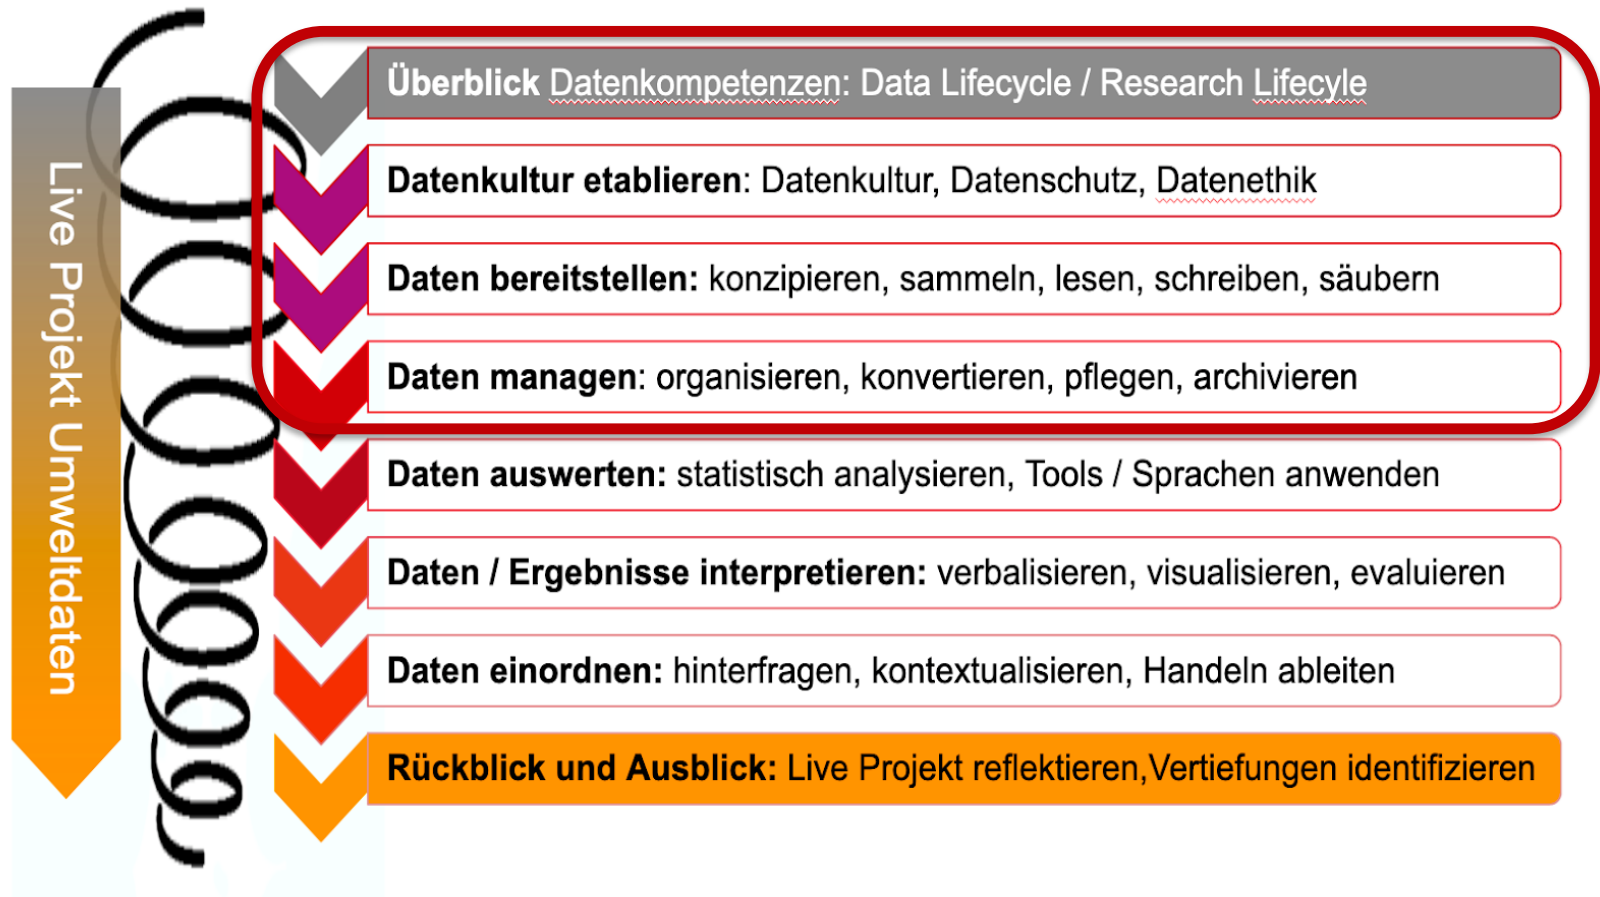 Live Projekt Umweltdaten
Überblick Datenkompetenzen: Data Lifecycle / Research Lifecyle
Datenkultur etablieren: Datenkultur, Datenschutz, Datenethik
Daten bereitstellen: konzipieren, sammeln, lesen, schreiben, säubern
Daten managen: organisieren, konvertieren, pflegen, archivieren
Daten auswerten: statistisch analysieren, Tools / Sprachen anwenden
Daten / Ergebnisse interpretieren: verbalisieren, visualisieren, evaluieren
Daten einordnen: hinterfragen, kontextualisieren, Handeln ableiten
Rückblick und Ausblick: Live Projekt reflektieren,Vertiefungen identifizieren